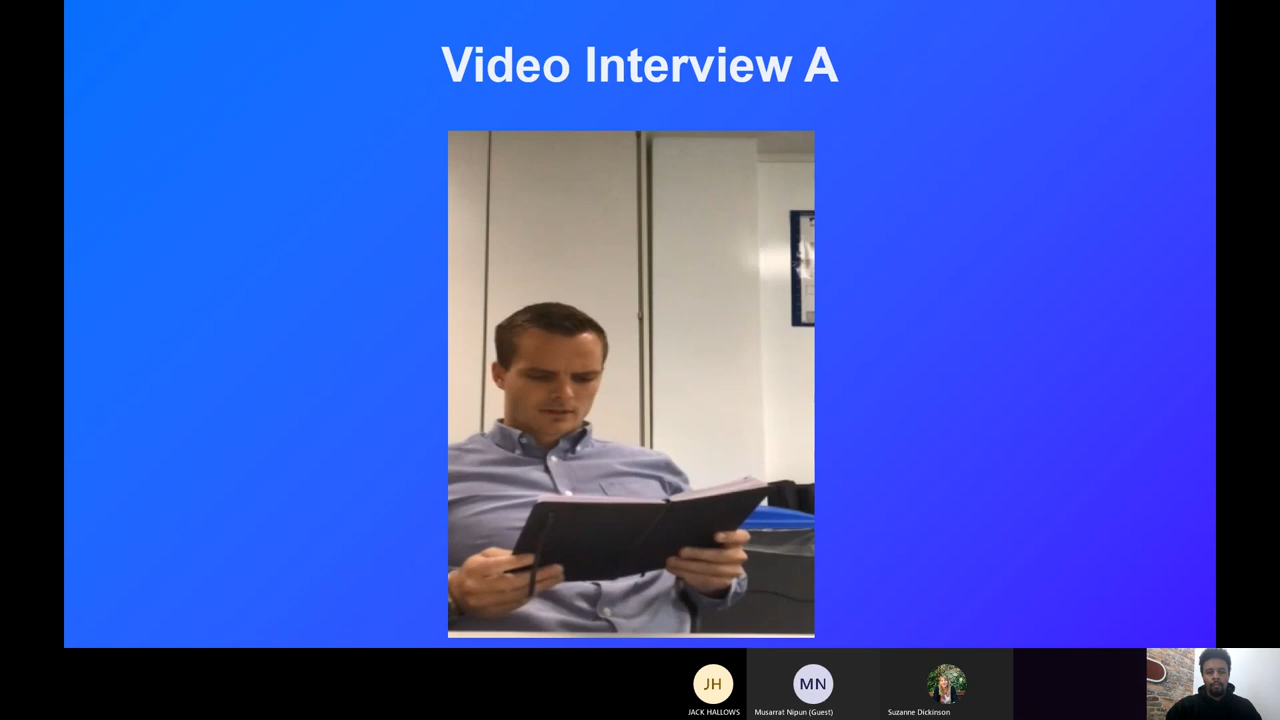 Video Interview A
JH
MN
JACK HALLOWS
Musarrat Nipun (Guest)
Suzanne Dickinson